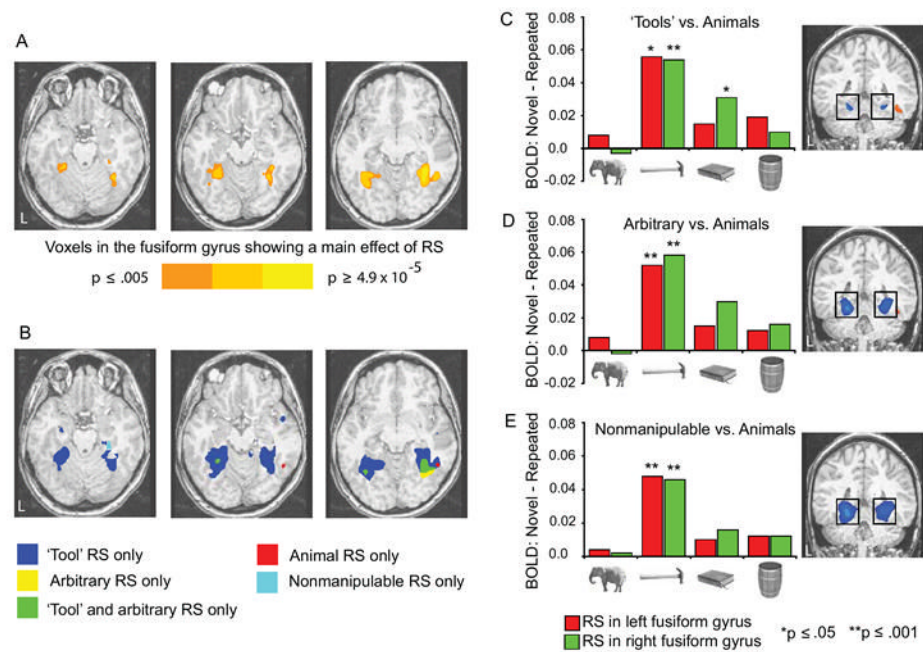 A
L
Voxels in the fusiform gyrus showing a main effect of RS
p ≤ .005
p ≥ 4.9 x 10⁻⁵
B
L
'Tool' RS only
Arbitrary RS only
'Tool' and arbitrary RS only
Animal RS only
Nonmanipulable RS only
C
'Tools' vs. Animals
BOLD: Novel - Repeated
0.08
0.06
0.04
0.02
0.0
-0.02
*
**
*
L
D
Arbitrary vs. Animals
BOLD: Novel - Repeated
0.08
0.06
0.04
0.02
0.0
-0.02
**
**
L
E
Nonmanipulable vs. Animals
BOLD: Novel - Repeated
0.08
0.06
0.04
0.02
0.0
**
**
L
RS in left fusiform gyrus
RS in right fusiform gyrus
*p ≤ .05 **p ≤ .001